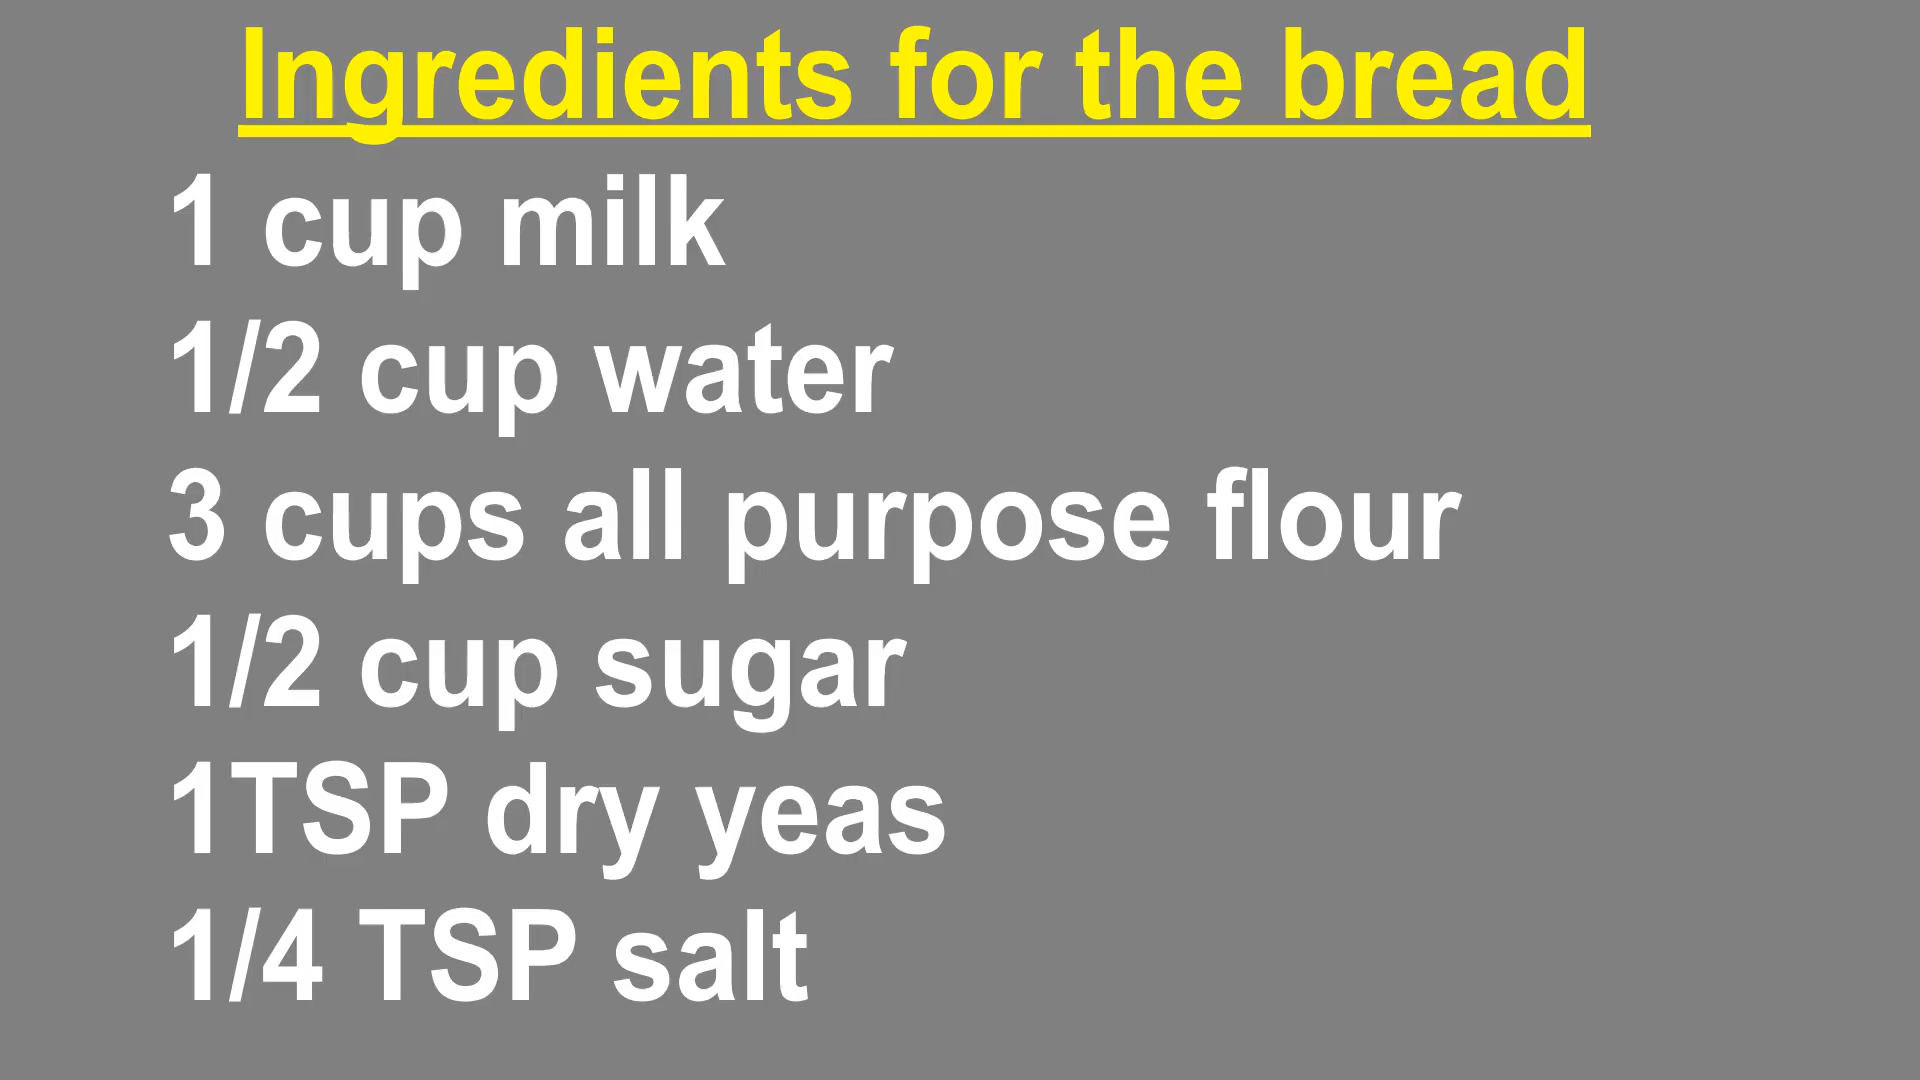 Ingredients for the bread
1 cup milk
1/2 cup water
3 cups all purpose flour
1/2 cup sugar
1TSP dry yeas
1/4 TSP salt